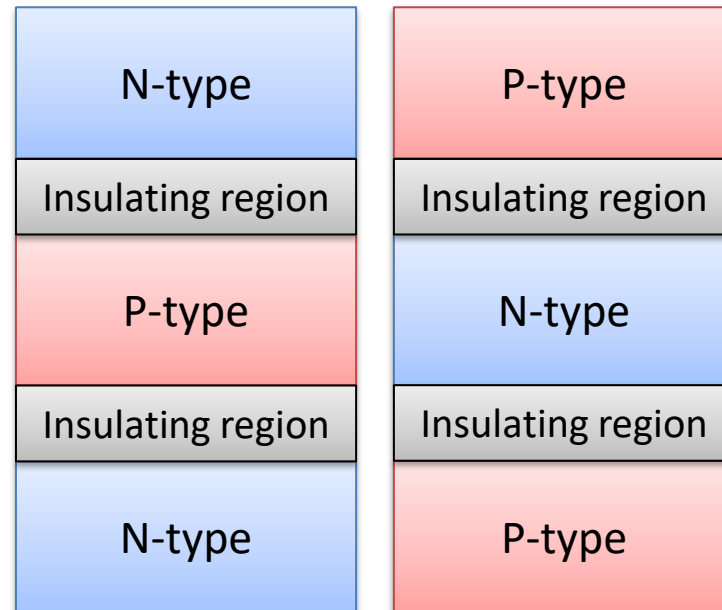 N-type
Insulating region
P-type
Insulating region
N-type
P-type
Insulating region
N-type
Insulating region
P-type